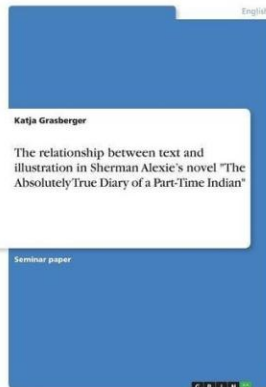 English
Katja Grasberger
The relationship between text and
illustration in Sherman Alexie's novel "The
Absolutely True Diary of a Part-Time Indian"
Seminar paper
GRIN